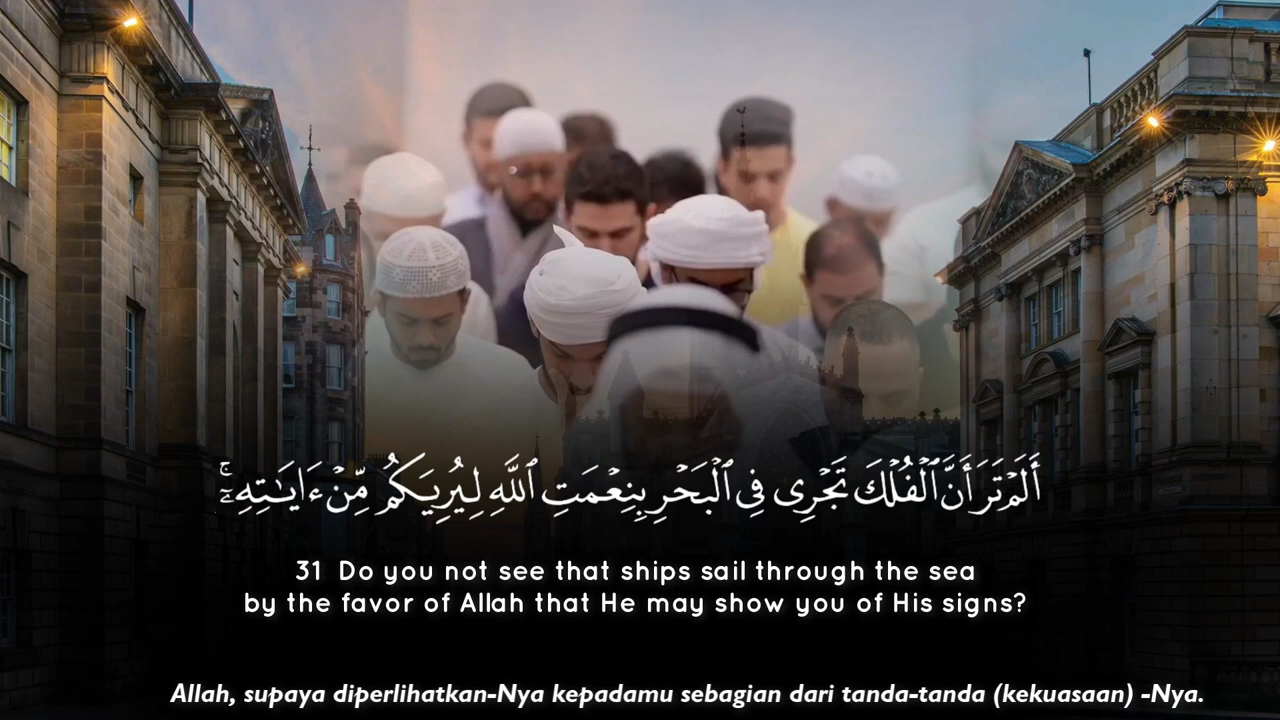 أَلَمْ تَرَ أَنَّ ٱلْفُلْكَ تَجْرِى فِى ٱلْبَحْرِ بِنِعْمَتِ ٱللَّهِ لِيُرِيَكُم مِّنْ ءَايَـٰتِهِۦٓ ۚ
31 Do you not see that ships sail through the sea
by the favor of Allah that He may show you of His signs?
Allah, supaya diperlihatkan-Nya kepadamu sebagian dari tanda-tanda (kekuasaan) -Nya.